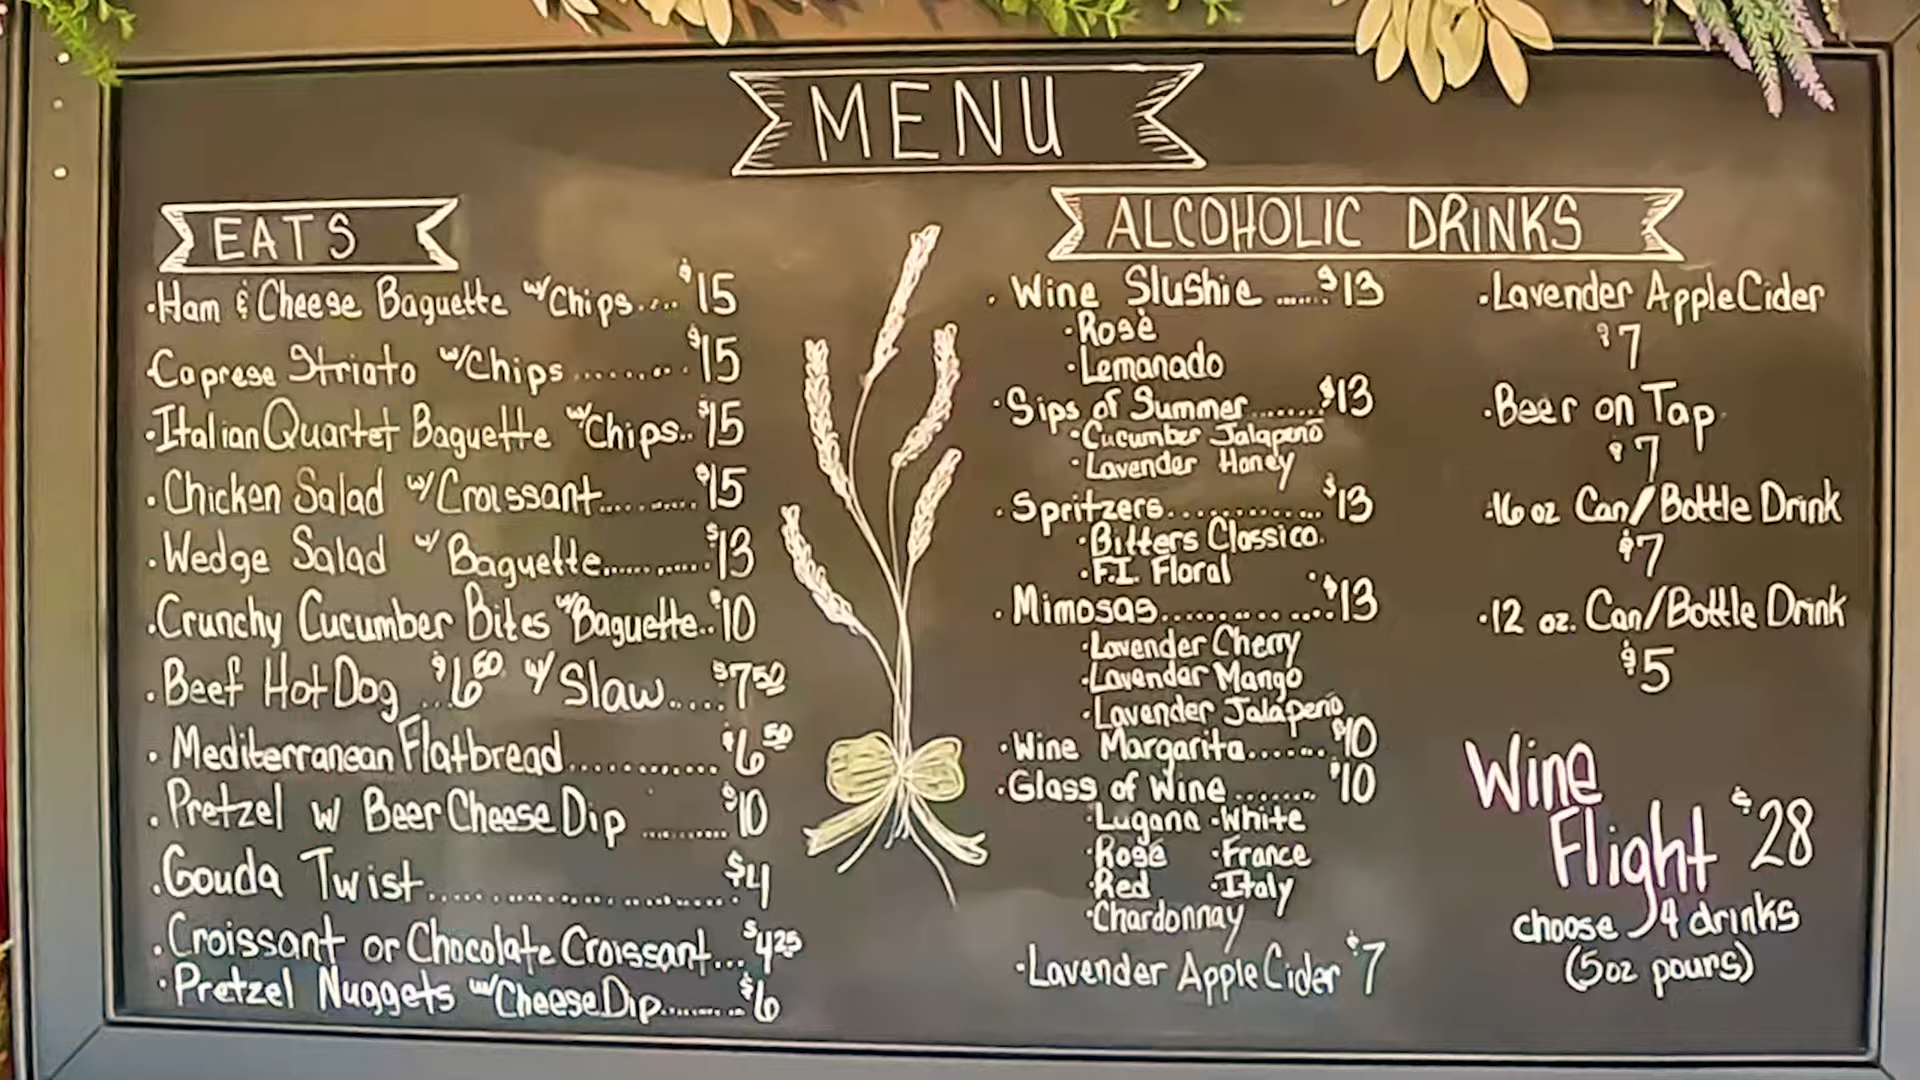 MENU
EATS
·Ham & Cheese Baguette w/Chips.... $15
·Caprese Striato w/Chips......... $15
·Italian Quartet Baguette w/Chips.. $15
·Chicken Salad w/Croissant......... $15
·Wedge Salad w/ Baguette........... $13
·Crunchy Cucumber Bites w/Baguette.. $10
·Beef Hot Dog ...$6.50 w/ Slaw..... $7.50
·Mediterranean Flatbread............ $6.50
·Pretzel w Beer Cheese Dip ......... $10
·Gouda Twist........................ $4
·Croissant or Chocolate Croissant... $4.25
·Pretzel Nuggets w/Cheese Dip......... $6
ALCOHOLIC DRINKS
·Wine Slushie ...... $13
·Rosè
·Lemanado
·Sips of Summer....... $13
·Cucumber Jalapeno
·Lavender Honey
·Spritzers............. $13
·Bitters Classico.
·F.I. Floral
·Mimosas.............. $13
·Lavender Cherry
·Lavender Mango
·Lavender Jalapeno
·Wine Margarita....... $10
·Glass of Wine ....... $10
·Lugana ·White
·Rosé ·France
·Red ·Italy
·Chardonnay
·Lavender Apple Cider $7
·Lavender Apple Cider
$7
·Beer on Tap
$7
·16 oz Can/Bottle Drink
$7
·12 oz. Can/Bottle Drink
$5
Wine
Flight $28
choose 4 drinks
(5oz pours)